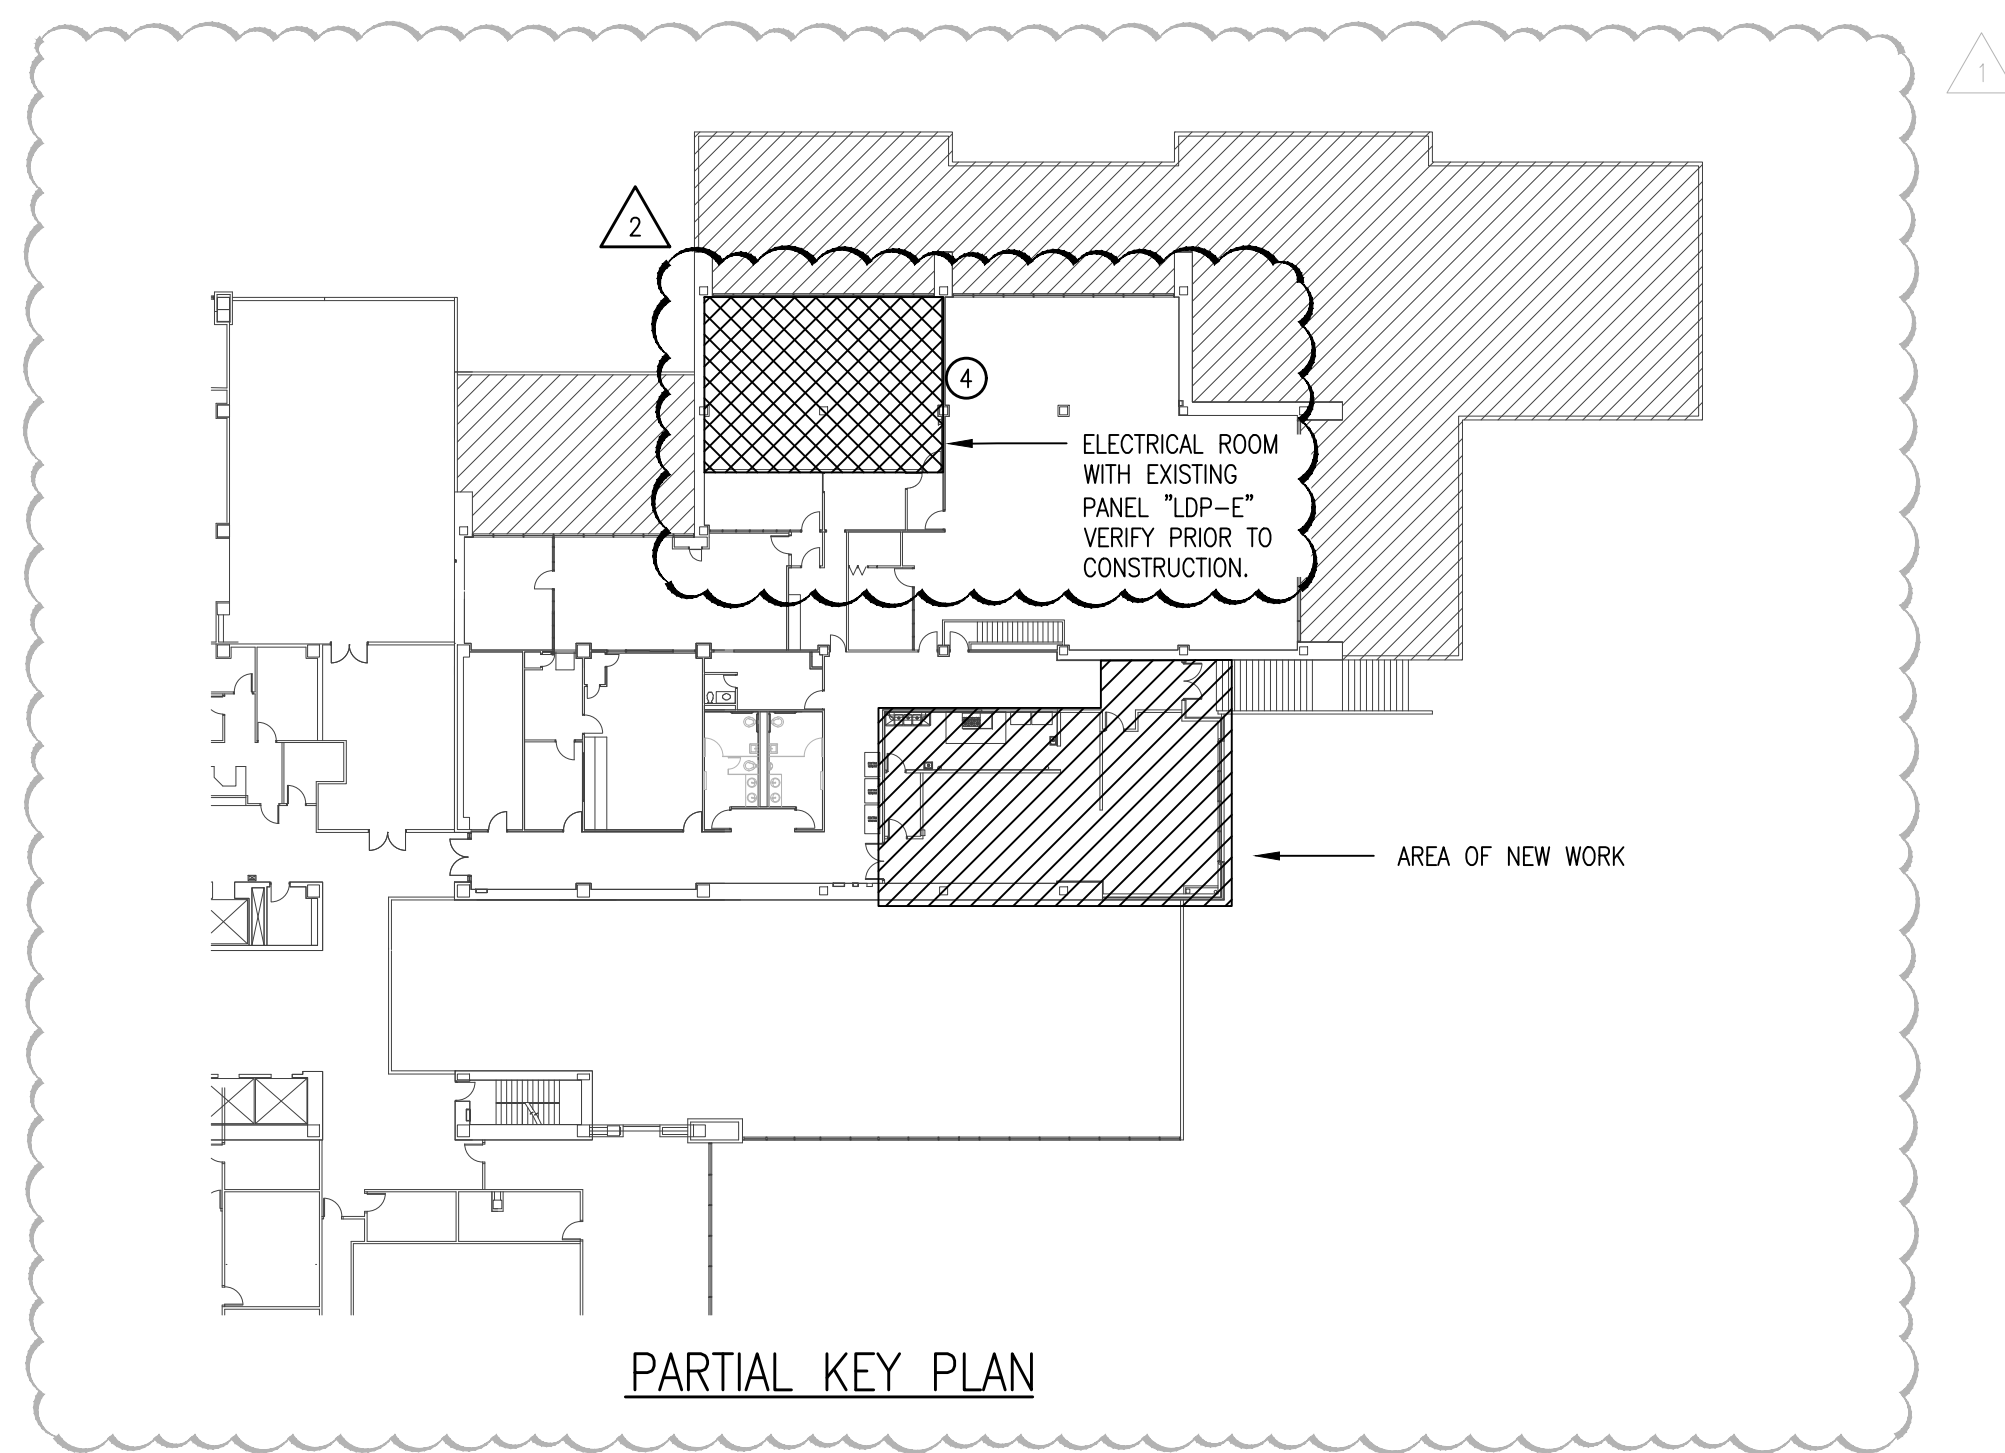 1
2
4
ELECTRICAL ROOM
WITH EXISTING
PANEL "LDP-E"
VERIFY PRIOR TO
CONSTRUCTION.
AREA OF NEW WORK
PARTIAL KEY PLAN